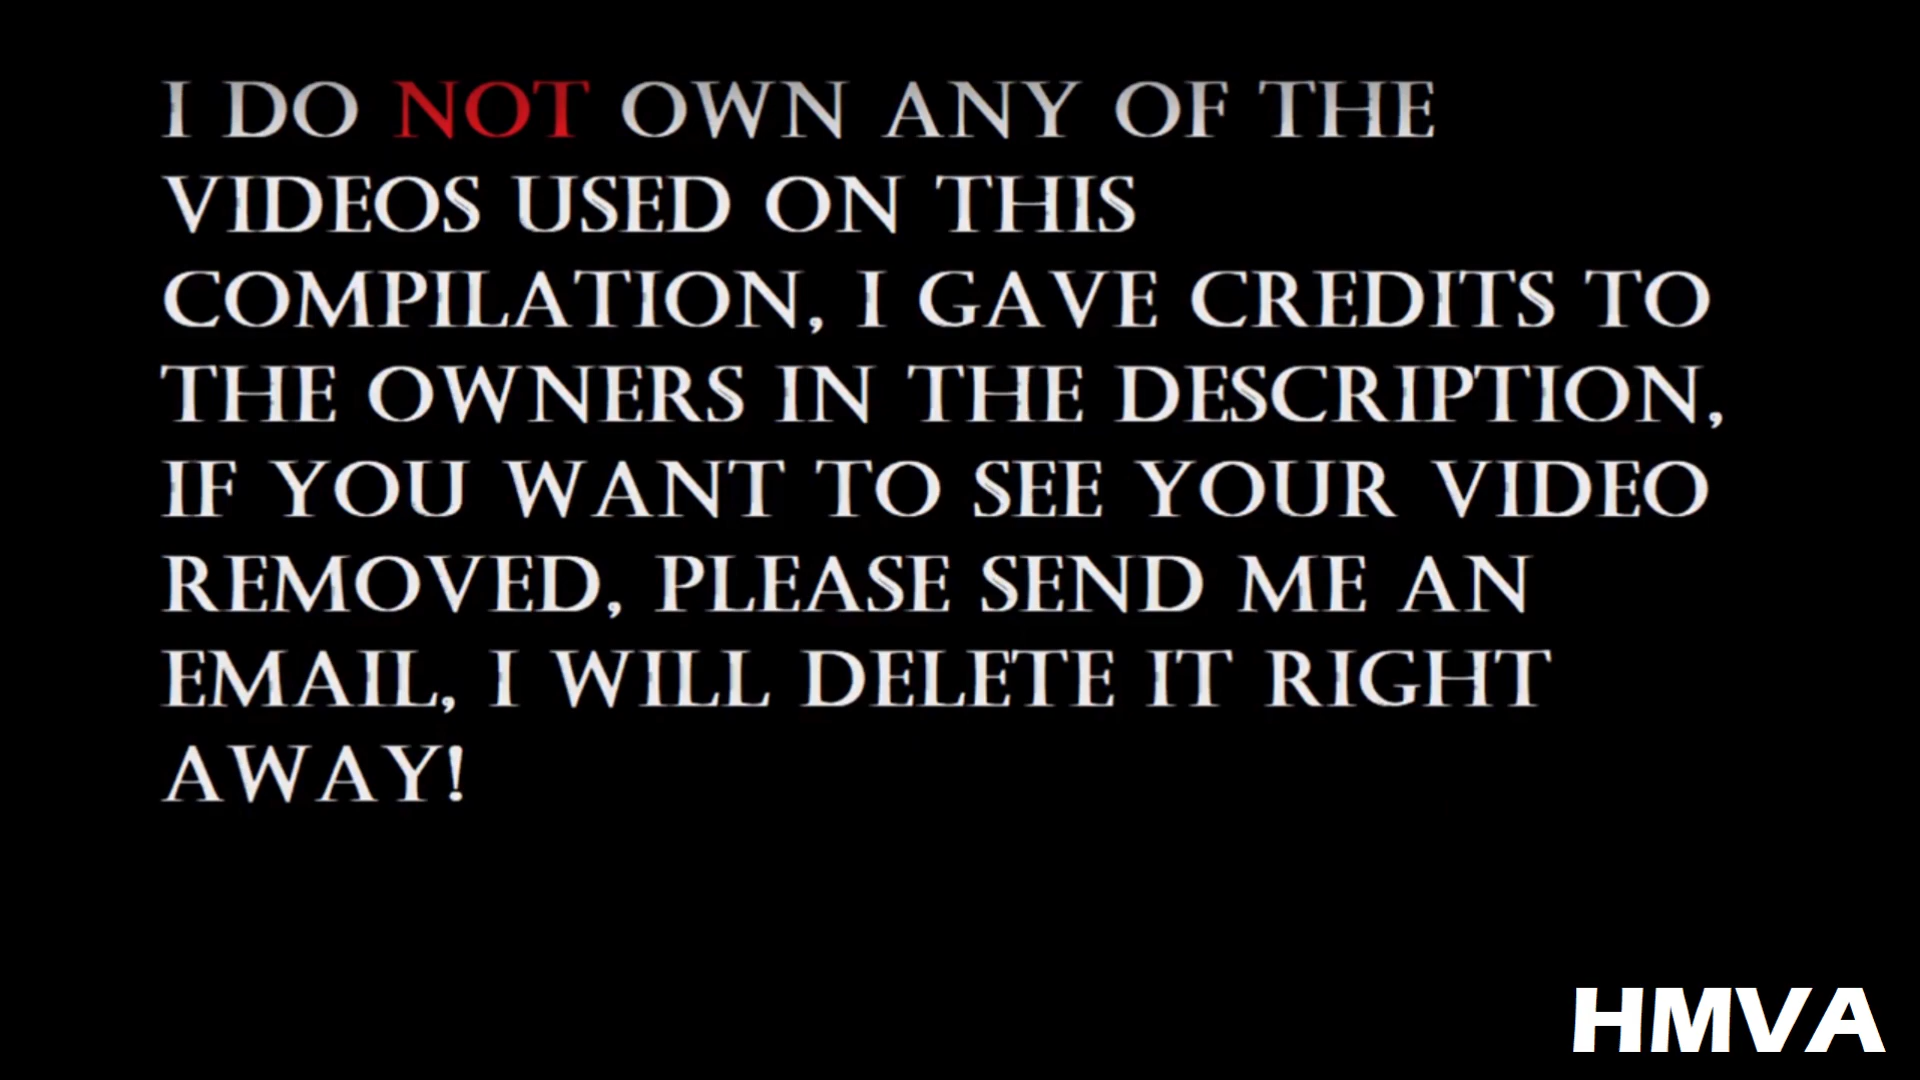 I DO NOT OWN ANY OF THE
VIDEOS USED ON THIS
COMPILATION, I GAVE CREDITS TO
THE OWNERS IN THE DESCRIPTION,
IF YOU WANT TO SEE YOUR VIDEO
REMOVED, PLEASE SEND ME AN
EMAIL, I WILL DELETE IT RIGHT
AWAY!
HMVA